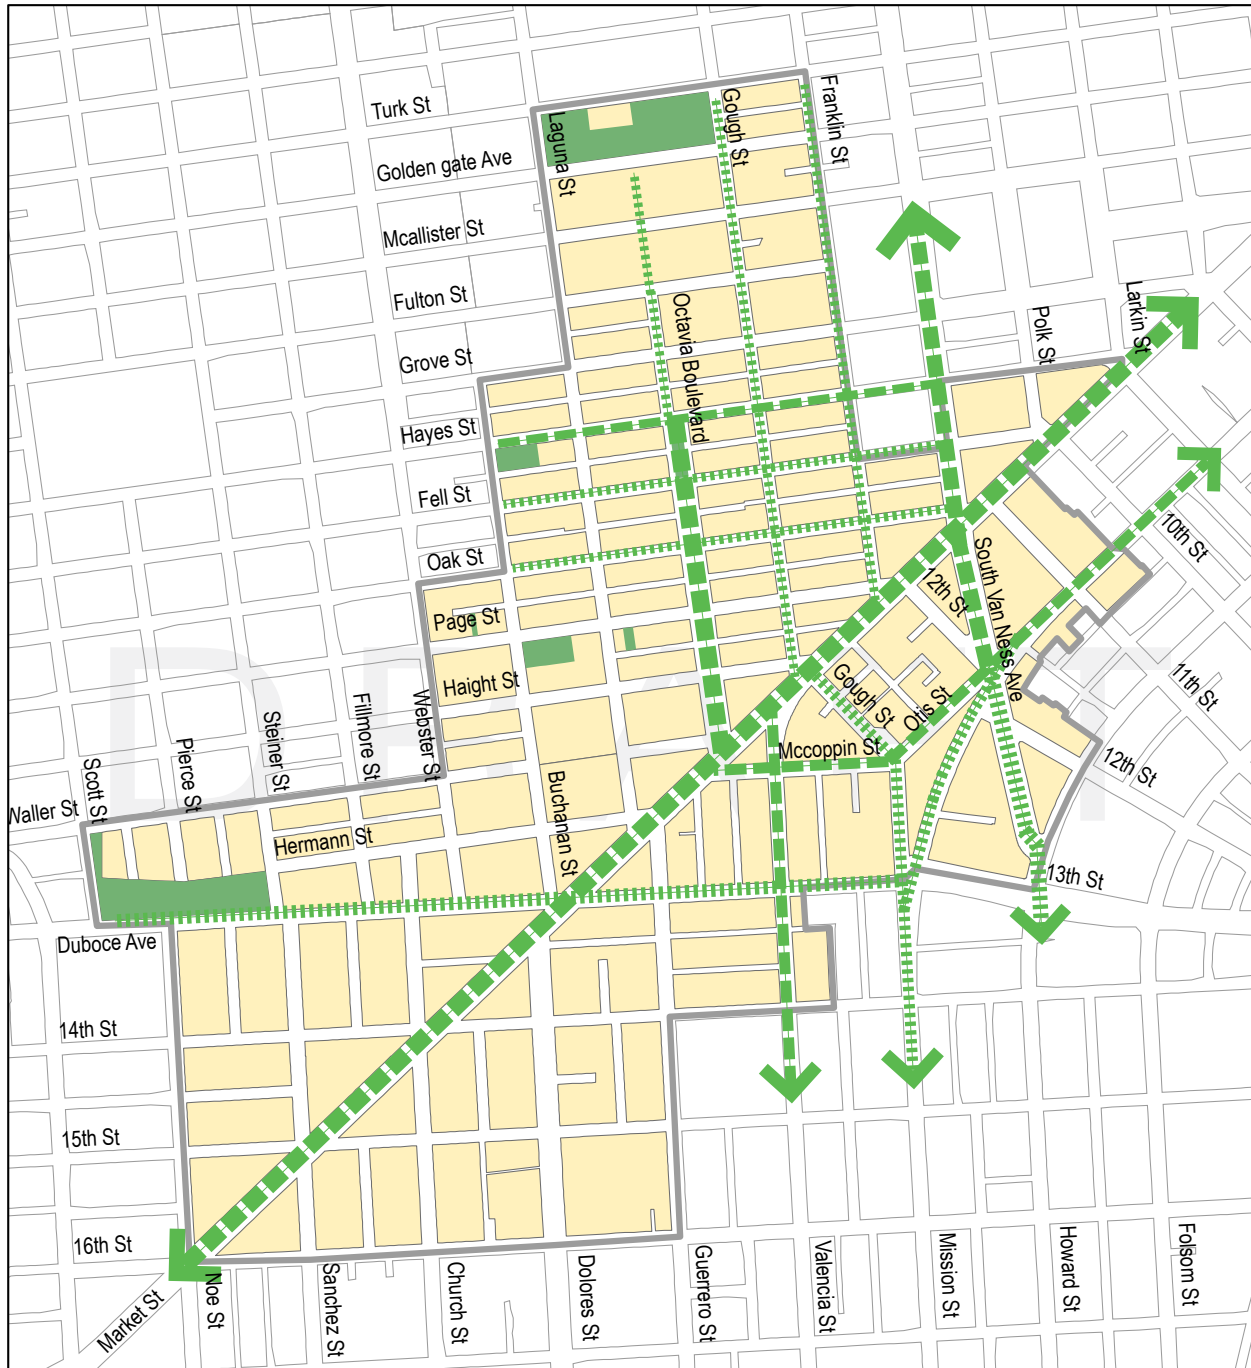 Turk St
Golden gate Ave
Mcallister St
Fulton St
Grove St
Hayes St
Fell St
Oak St
Page St
Haight St
Laguna St
Gough St
Franklin St
Octavia Boulevard
Polk St
Larkin St
10th St
11th St
12th St
12th St
South Van Ness Ave
Gough St
Otis St
Mccoppin St
13th St
Waller St
Scott St
Pierce St
Steiner St
Fillmore St
Webster St
Hermann St
Buchanan St
DRAFT
Duboce Ave
14th St
15th St
16th St
Market St
Noe St
Sanchez St
Church St
Dolores St
Guerrero St
Valencia St
Mission St
Howard St
Folsom St